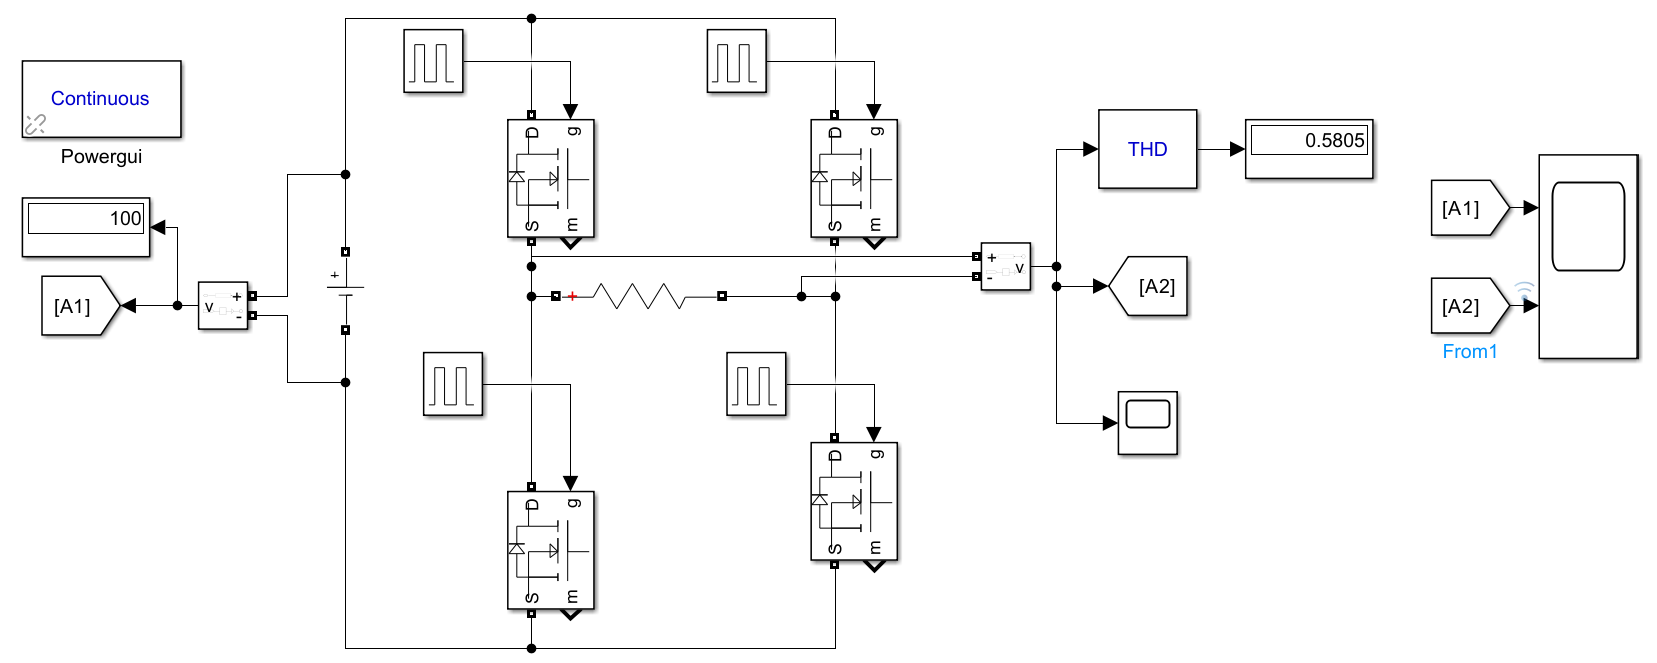 Continuous
Powergui
100
[A1]
v
+
-
+
D
g
S
m
D
g
S
m
+
D
g
S
m
D
g
S
m
+
-
v
THD
0.5805
[A2]
[A1]
[A2]
From1